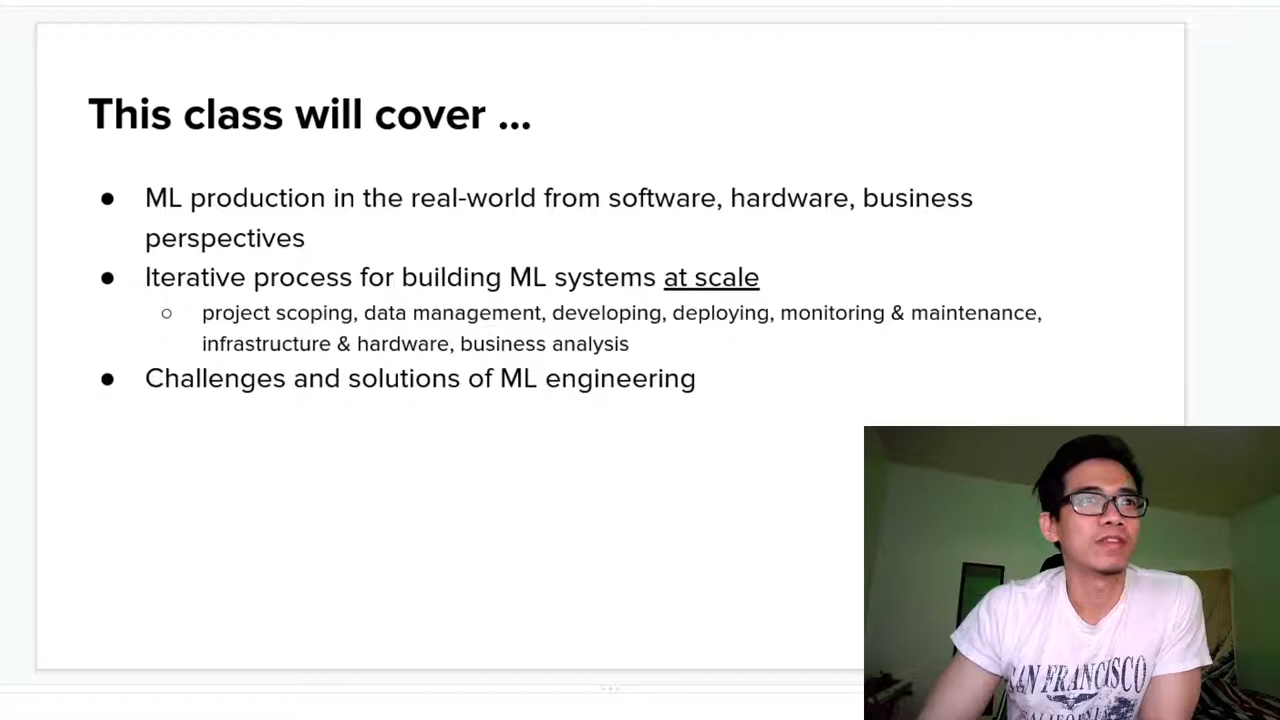 This class will cover ...
● ML production in the real-world from software, hardware, business
perspectives
● Iterative process for building ML systems at scale
○ project scoping, data management, developing, deploying, monitoring & maintenance,
infrastructure & hardware, business analysis
● Challenges and solutions of ML engineering
SAN FRANCISCO
CALIFORNIA